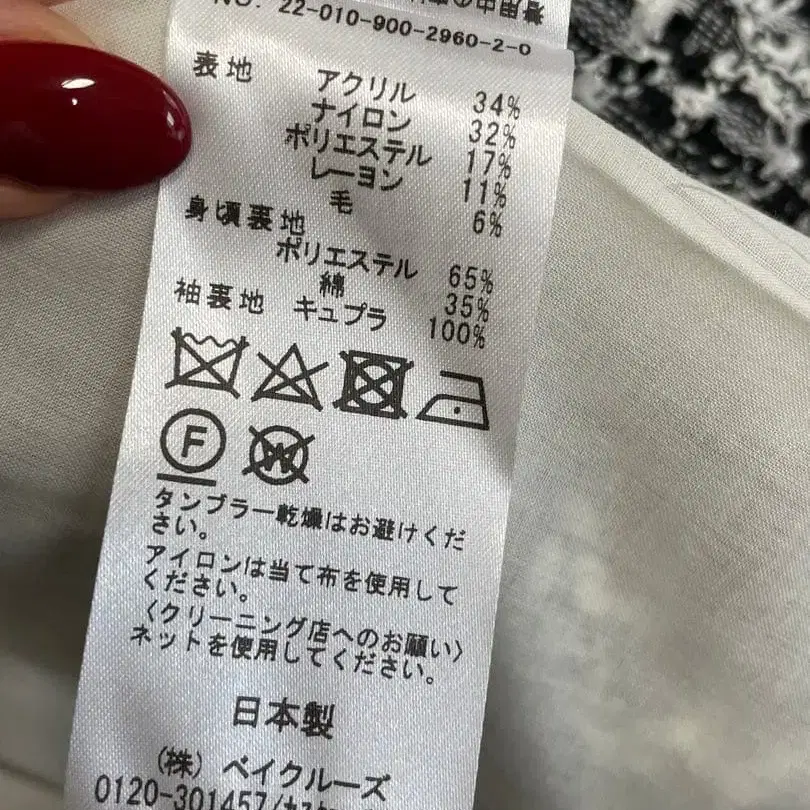 NO. 22-010-900-2960-2-0
表地 アクリル 34%
ナイロン 32%
ポリエステル 17%
レーヨン 11%
毛 6%
身頃裏地
ポリエステル 65%
綿 35%
袖裏地 キュプラ 100%
F
W
タンブラー乾燥はお避けくだ
さい。
アイロンは当て布を使用して
ください。
〈クリーニング店へのお願い〉
ネットを使用してください。
日本製
(株) ベイクルーズ
0120-301457/カスタ